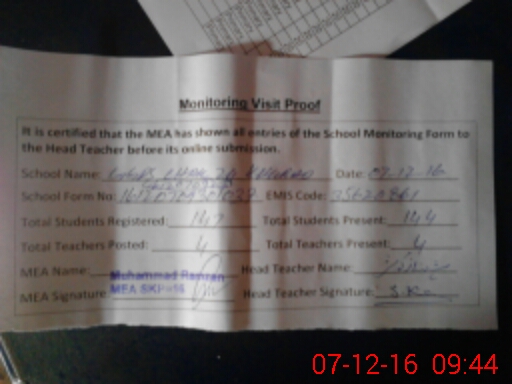 Monitoring Visit Proof
It is certified that the MEA has shown all entries of the School Monitoring Form to
the Head Teacher before its online submission.
School Name: Date: 07-12-16
School Form No: EMIS Code:
Total Students Registered: 147 Total Students Present: 144
Total Teachers Posted: 4 Total Teachers Present: 4
MEA Name: Muhammad Head Teacher Name:
MEA Signature: MEA Head Teacher Signature:
07-12-16 09:44